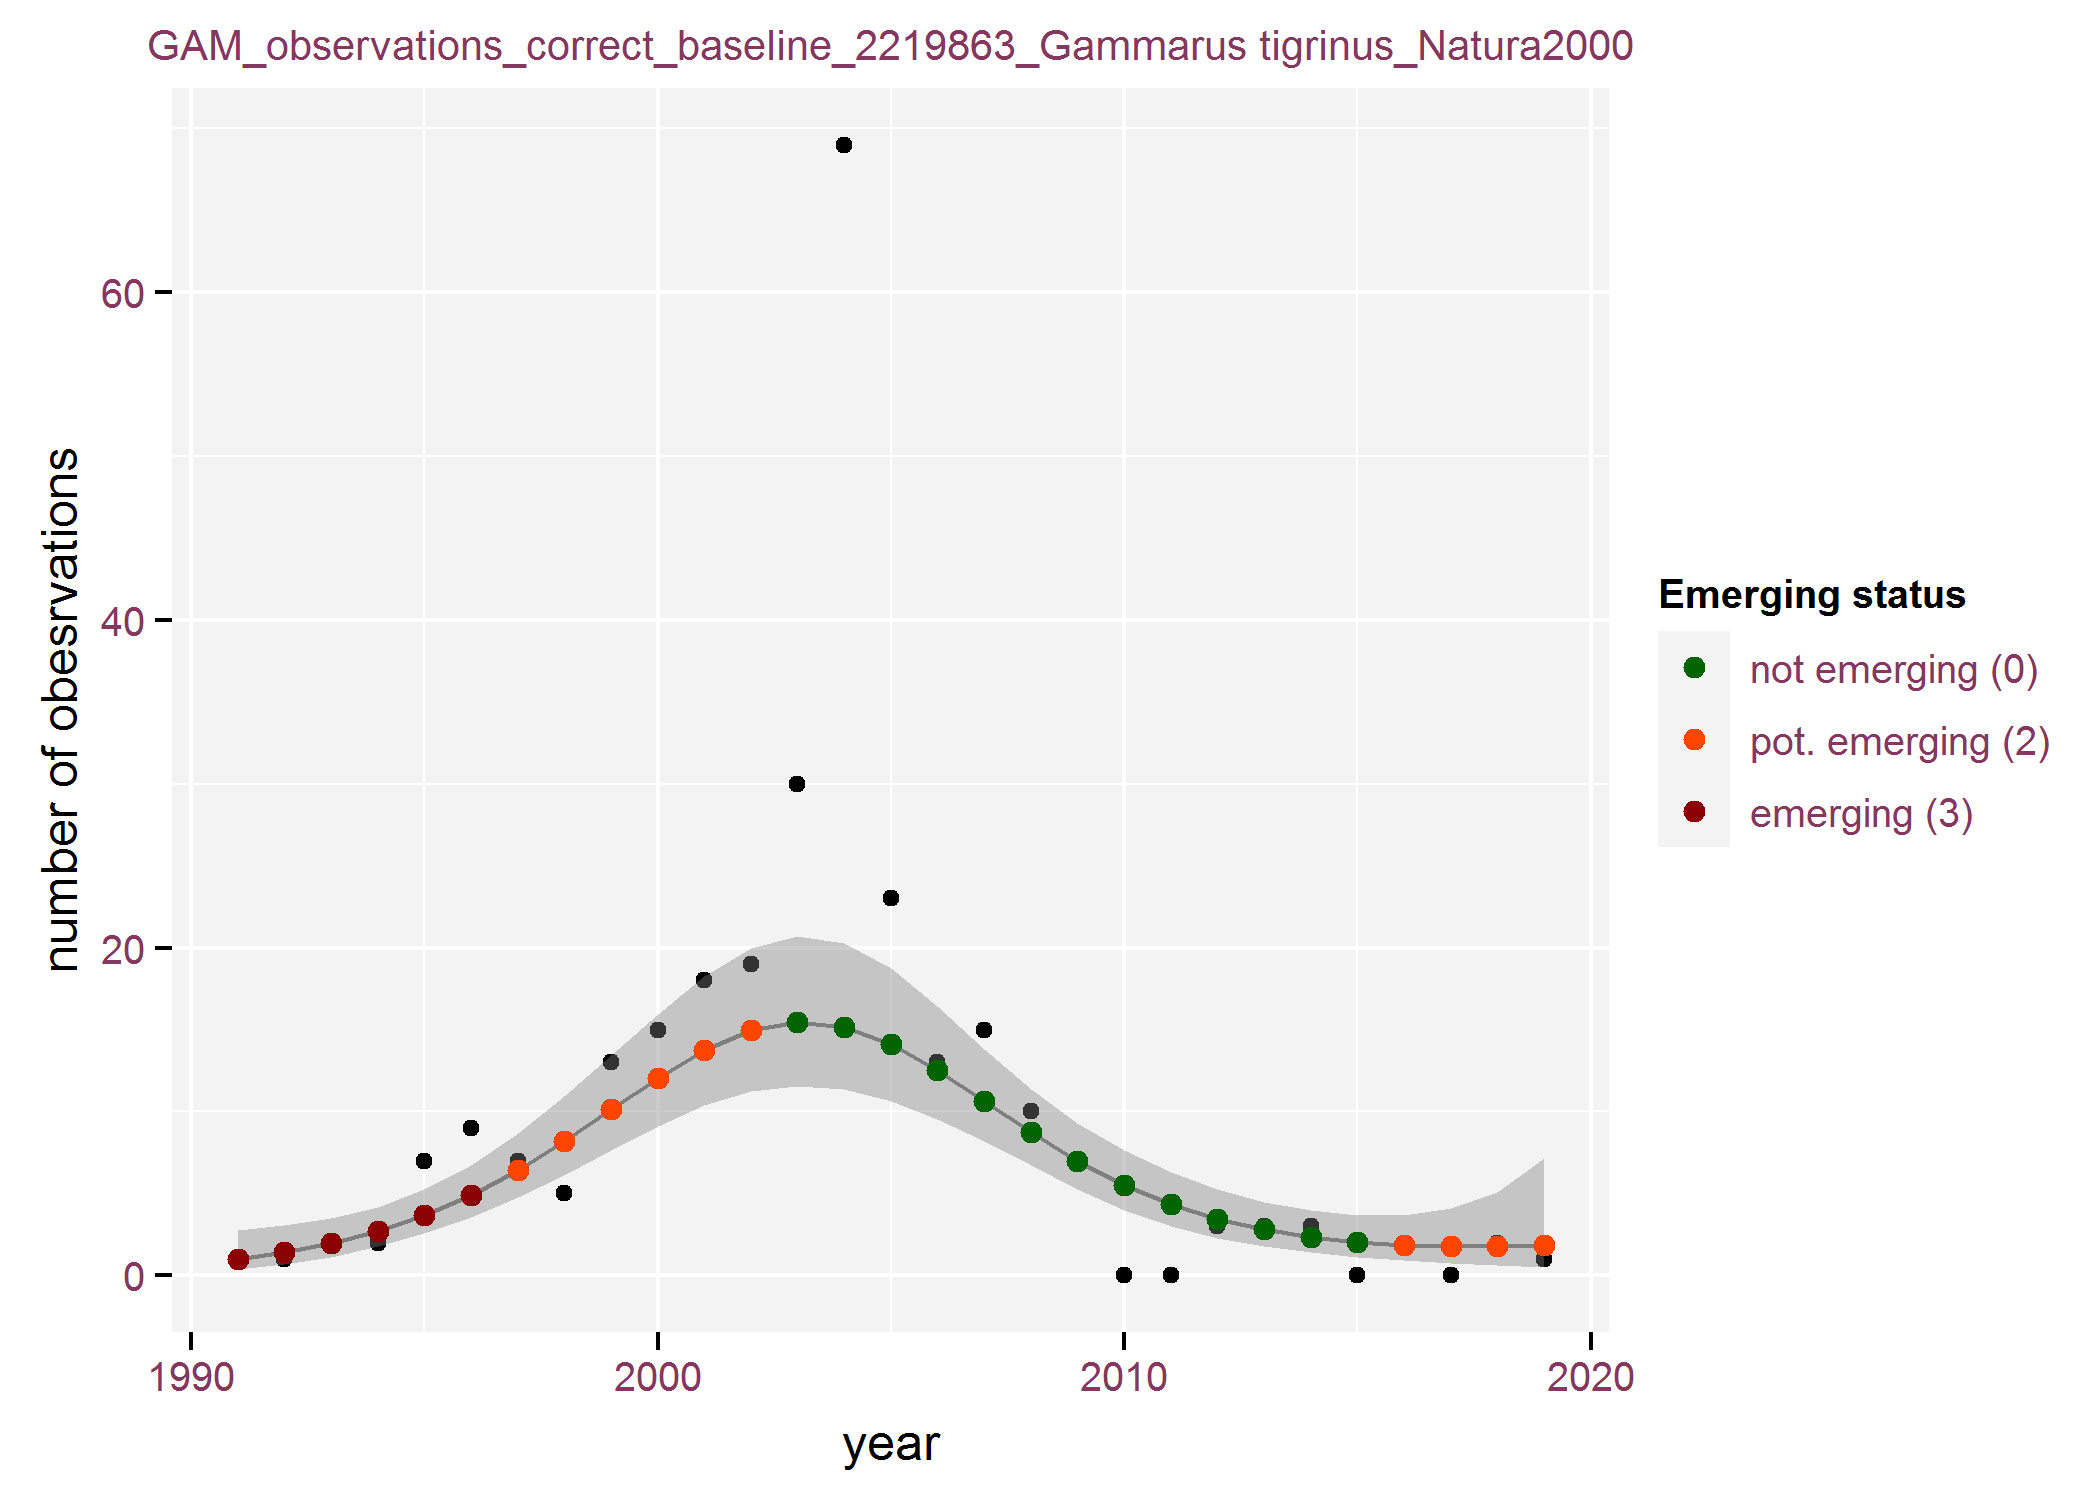 GAM_observations_correct_baseline_2219863_Gammarus tigrinus_Natura2000
number of obesrvations
60
40
20
0
1990
2000
2010
2020
year
Emerging status
not emerging (0)
pot. emerging (2)
emerging (3)